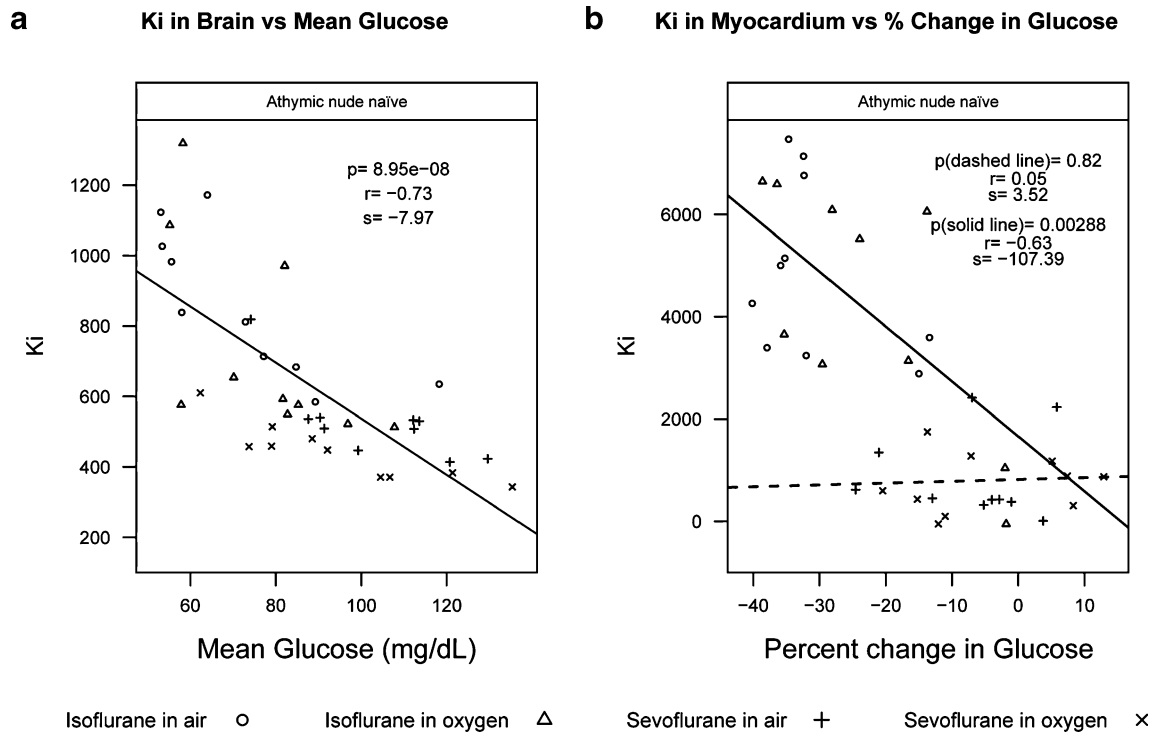 a
Ki in Brain vs Mean Glucose
Athymic nude naïve
p= 8.95e−08
r= −0.73
s= −7.97
1200
1000
800
600
400
200
Ki
60 80 100 120
Mean Glucose (mg/dL)
b
Ki in Myocardium vs % Change in Glucose
Athymic nude naïve
p(dashed line)= 0.82
r= 0.05
s= 3.52
p(solid line)= 0.00288
r= −0.63
s= −107.39
6000
4000
2000
0
Ki
−40 −30 −20 −10 0 10
Percent change in Glucose
Isoflurane in air
Isoflurane in oxygen
Sevoflurane in air
Sevoflurane in oxygen